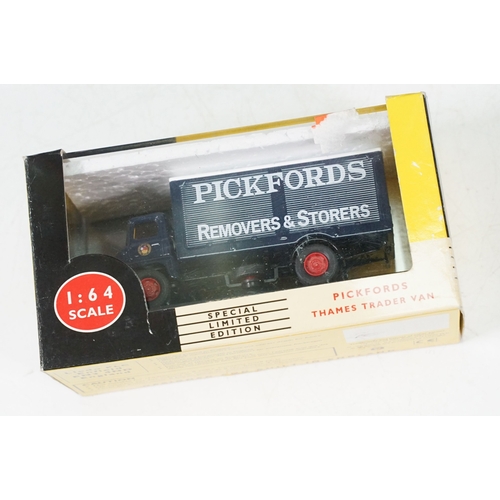 PICKFORDS
REMOVERS & STORERS
1:64
SCALE
SPECIAL
LIMITED
EDITION
PICKFORDS
THAMES TRADER VAN